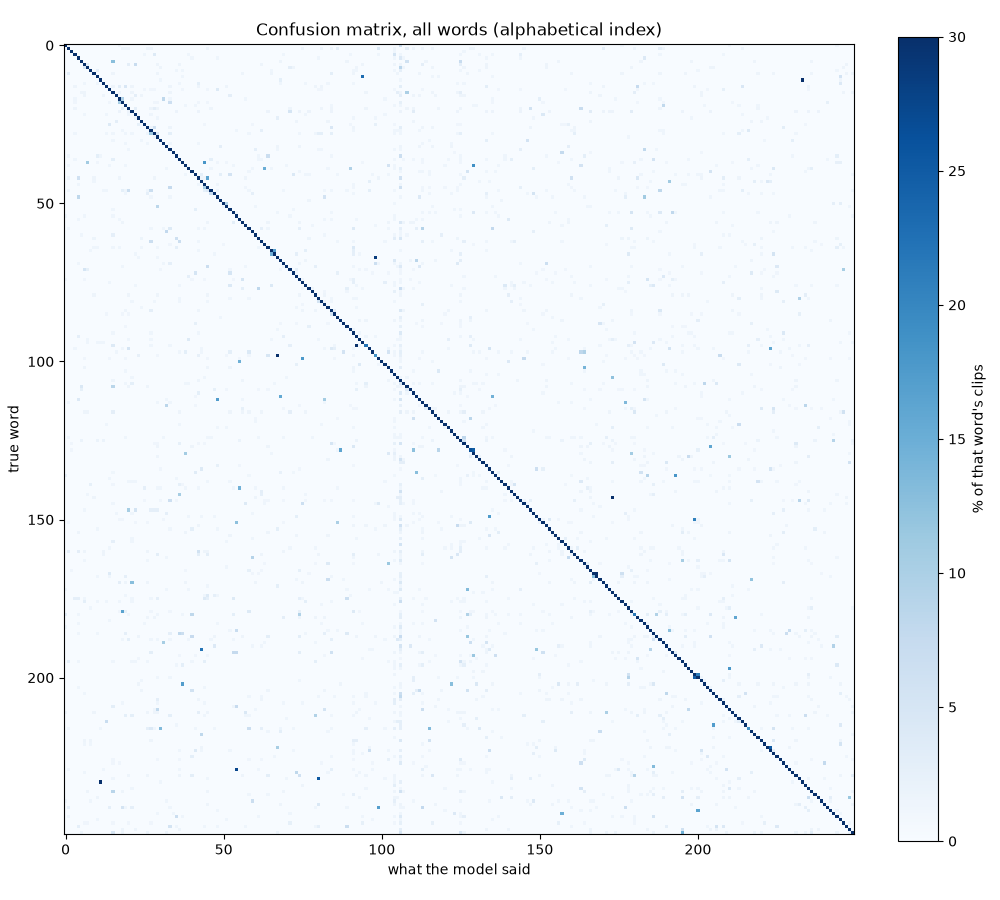 Confusion matrix, all words (alphabetical index)
0
50
100
150
200
true word
0 50 100 150 200
what the model said
30
25
20
15
10
5
0
% of that word's clips